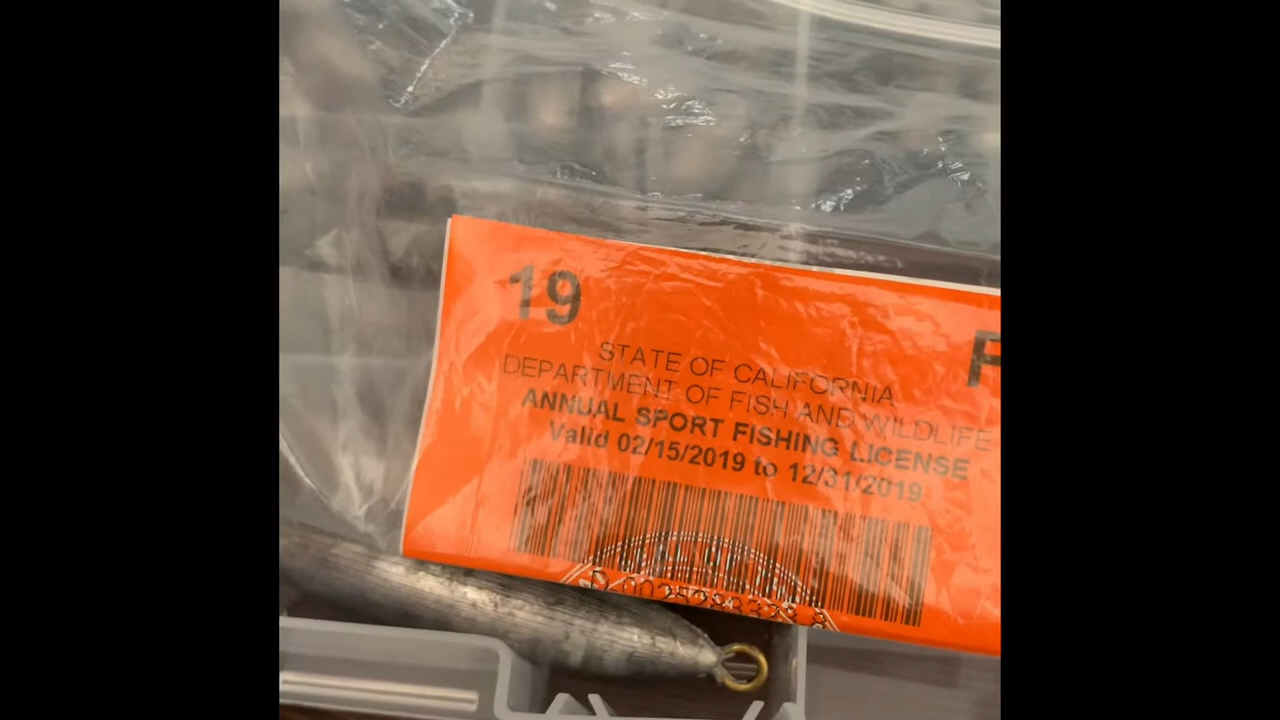 19
F
STATE OF CALIFORNIA
DEPARTMENT OF FISH AND WILDLIFE
ANNUAL SPORT FISHING LICENSE
Valid 02/15/2019 to 12/31/2019